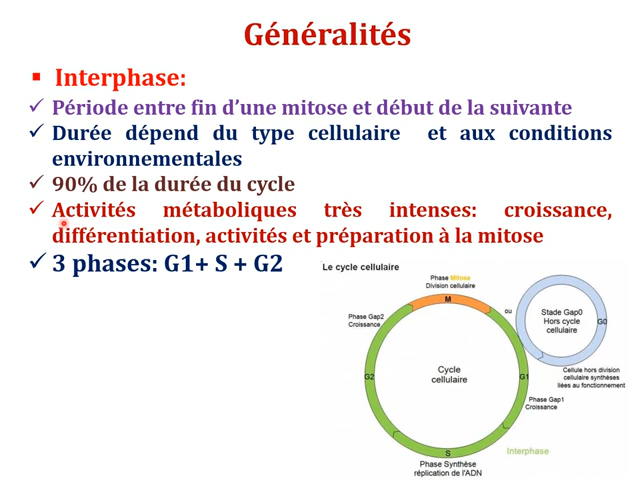 Généralités
Interphase:
Période entre fin d'une mitose et début de la suivante
Durée dépend du type cellulaire et aux conditions
environnementales
90% de la durée du cycle
Activités métaboliques très intenses: croissance,
différentiation, activités et préparation à la mitose
3 phases: G1+ S + G2
Le cycle cellulaire
Phase Mitose
Division cellulaire
M
ou
Phase Gap2
Croissance
Stade Gap0
Hors cycle
cellulaire
G0
G2
Cycle
cellulaire
G1
Cellule hors division
cellulaire synthèses
liées au fonctionnement
Phase Gap1
Croissance
S
Interphase
Phase Synthèse
réplication de l'ADN